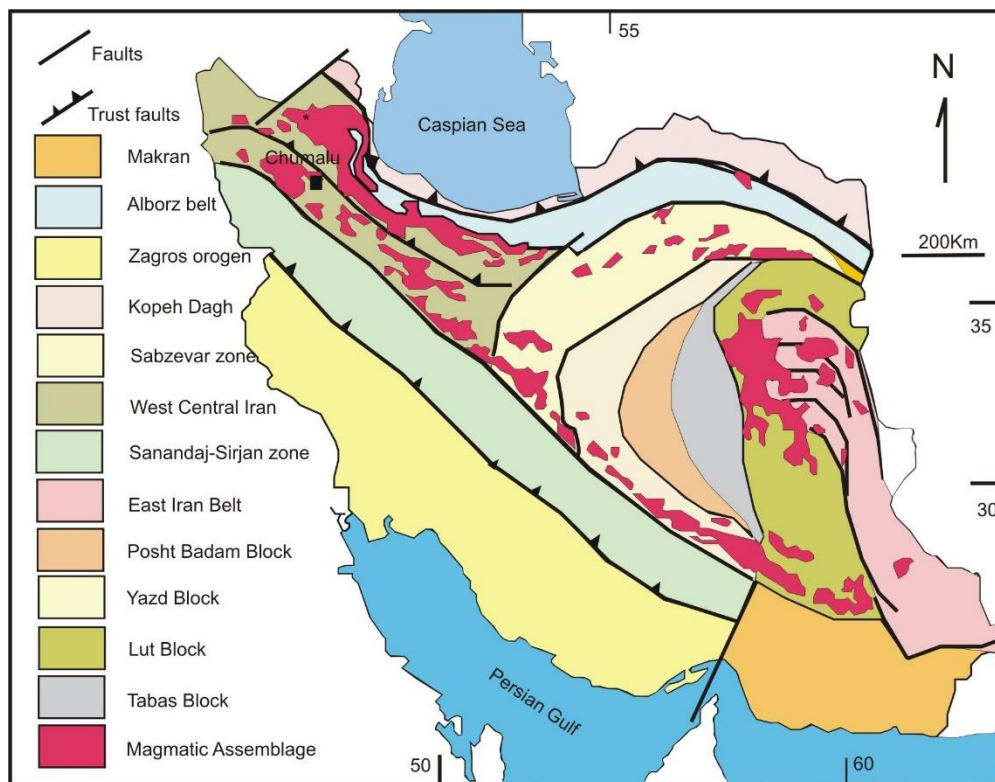 Faults
Trust faults
Makran
Alborz belt
Zagros orogen
Kopeh Dagh
Sabzevar zone
West Central Iran
Sanandaj-Sirjan zone
East Iran Belt
Posht Badam Block
Yazd Block
Lut Block
Tabas Block
Magmatic Assemblage
55
N
Caspian Sea
*
Chumalu
200Km
35
30
Persian Gulf
50
60